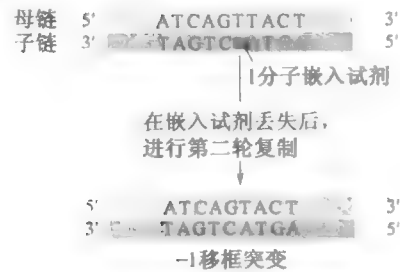 母链 5' ATCAGTTACT 3'
子链 3' TAGTC 5'
1分子嵌入试剂
在嵌入试剂丢失后，
进行第二轮复制
5' ATCAGTACT 3'
3' TAGTCATGA 5'
-1移框突变